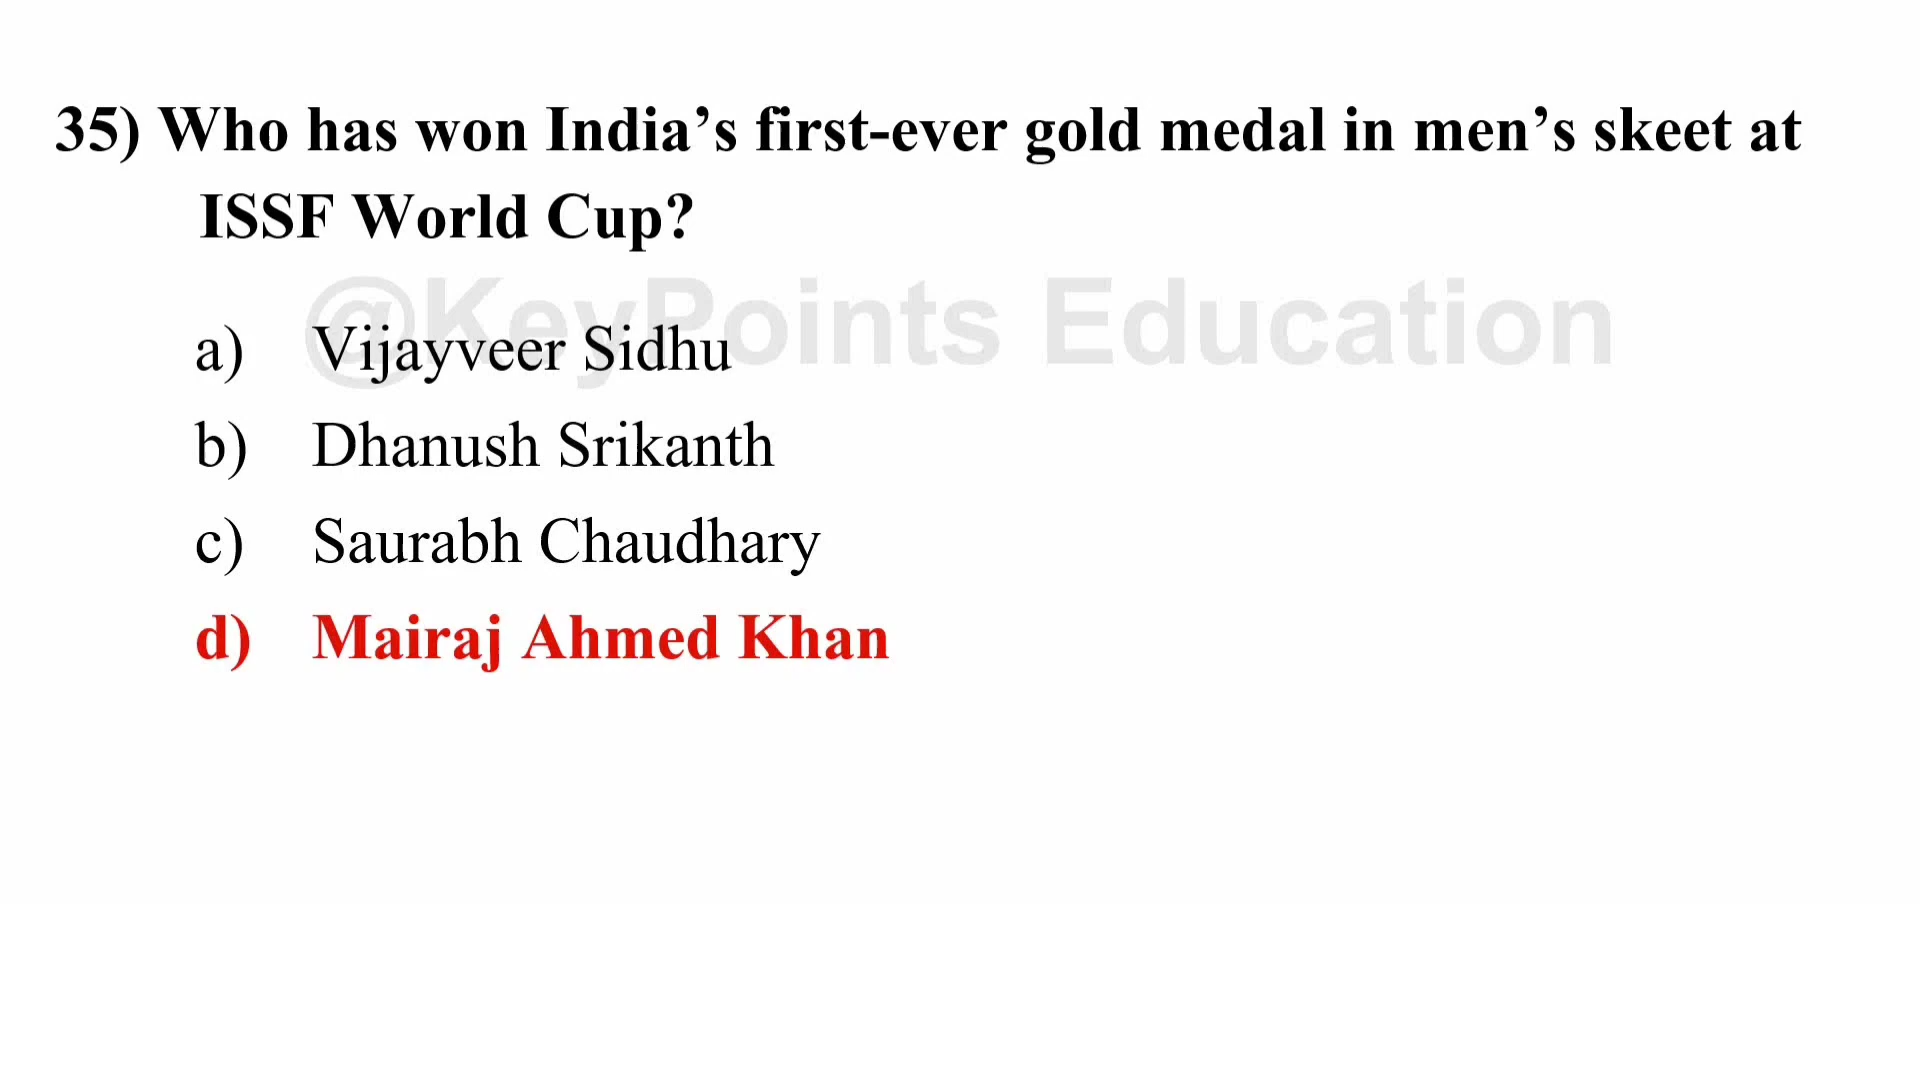 35) Who has won India’s first-ever gold medal in men’s skeet at
ISSF World Cup?
@KeyPoints Education
a) Vijayveer Sidhu
b) Dhanush Srikanth
c) Saurabh Chaudhary
d) Mairaj Ahmed Khan